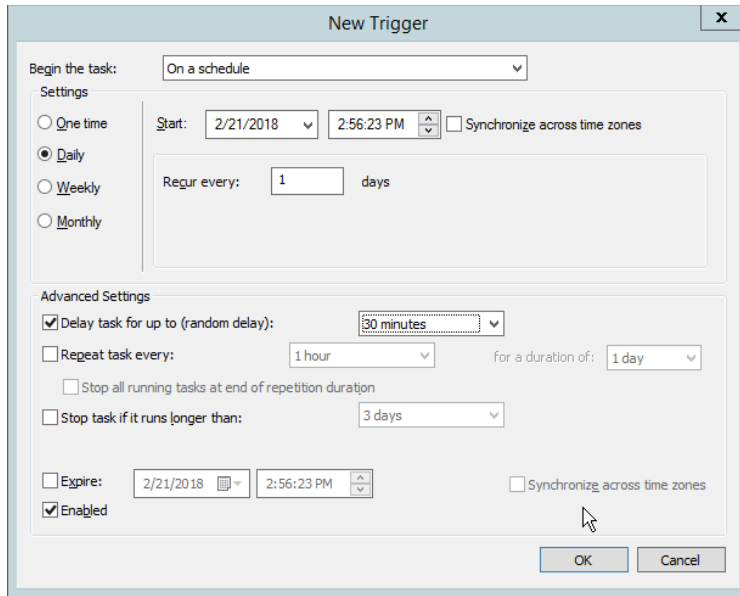 New Trigger
x
Begin the task: On a schedule
Settings
One time Start: 2/21/2018 2:56:23 PM Synchronize across time zones
Daily
Recur every: 1 days
Weekly
Monthly
Advanced Settings
Delay task for up to (random delay): 30 minutes
Repeat task every: 1 hour for a duration of: 1 day
Stop all running tasks at end of repetition duration
Stop task if it runs longer than: 3 days
Expire: 2/21/2018 2:56:23 PM Synchronize across time zones
Enabled
OK Cancel